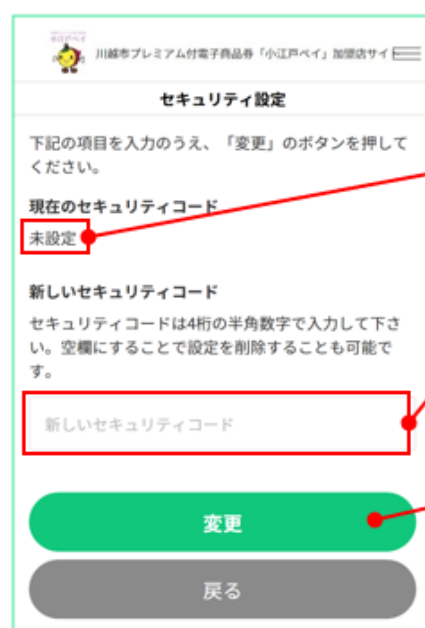 小江戸ペイ
川越市プレミアム付電子商品券「小江戸ペイ」加盟店サイ
セキュリティ設定
下記の項目を入力のうえ、「変更」のボタンを押して
ください。
現在のセキュリティコード
未設定
新しいセキュリティコード
セキュリティコードは4桁の半角数字で入力して下さ
い。空欄にすることで設定を削除することも可能で
す。
新しいセキュリティコード
変更
戻る